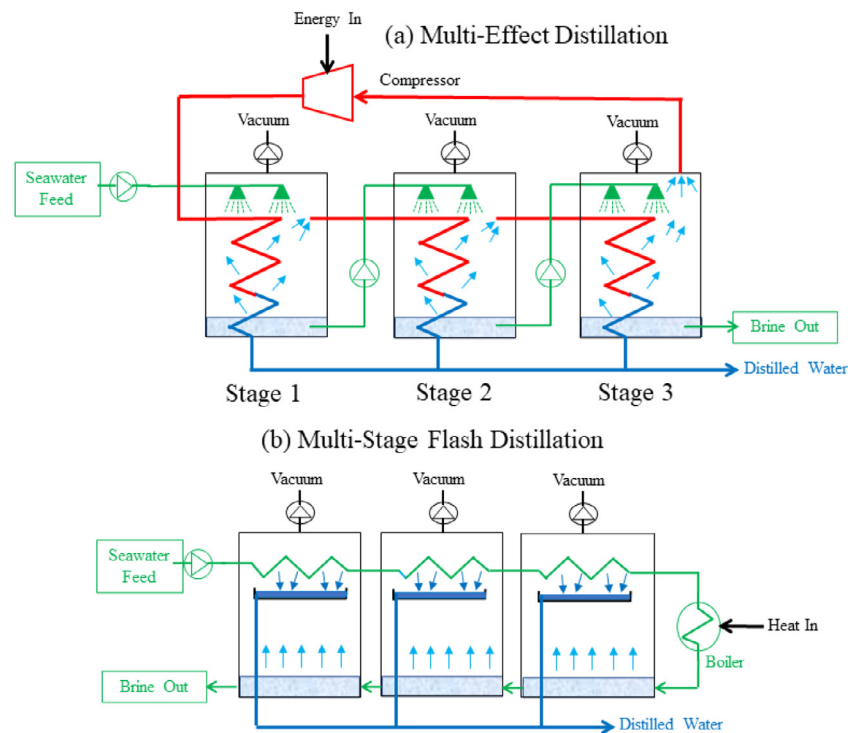 Energy In
(a) Multi-Effect Distillation
Compressor
Vacuum
Vacuum
Vacuum
Seawater
Feed
Brine Out
Distilled Water
Stage 1
Stage 2
Stage 3
(b) Multi-Stage Flash Distillation
Vacuum
Vacuum
Vacuum
Seawater
Feed
Heat In
Boiler
Brine Out
Distilled Water